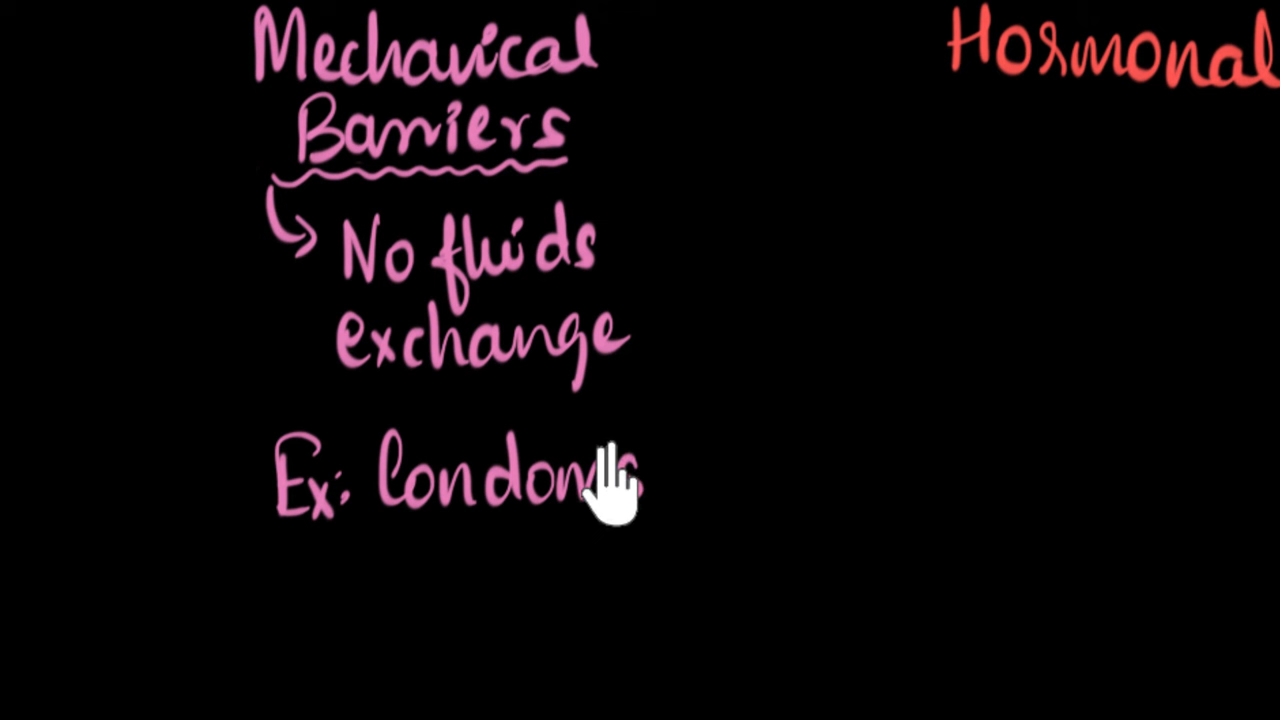 Mechanical
Barriers
No fluids
exchange
Ex: Condoms
Hormonal